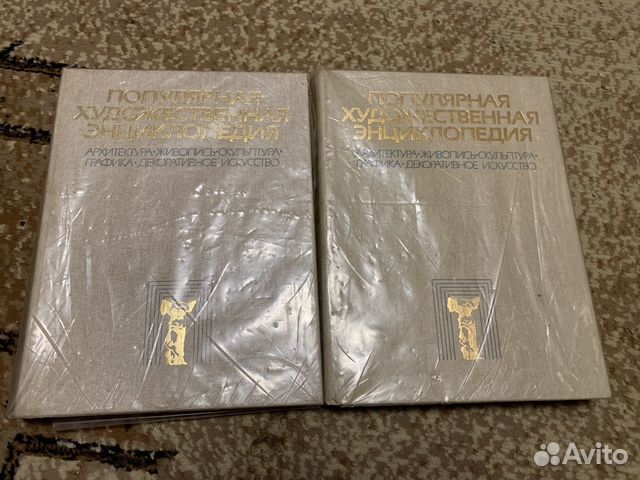 ПОПУЛЯРНАЯ
ХУДОЖЕСТВЕННАЯ
ЭНЦИКЛОПЕДИЯ
АРХИТЕКТУРА•ЖИВОПИСЬ•СКУЛЬПТУРА•
ГРАФИКА•ДЕКОРАТИВНОЕ ИСКУССТВО
ПОПУЛЯРНАЯ
ХУДОЖЕСТВЕННАЯ
ЭНЦИКЛОПЕДИЯ
АРХИТЕКТУРА•ЖИВОПИСЬ•СКУЛЬПТУРА•
ГРАФИКА•ДЕКОРАТИВНОЕ ИСКУССТВО
Avito